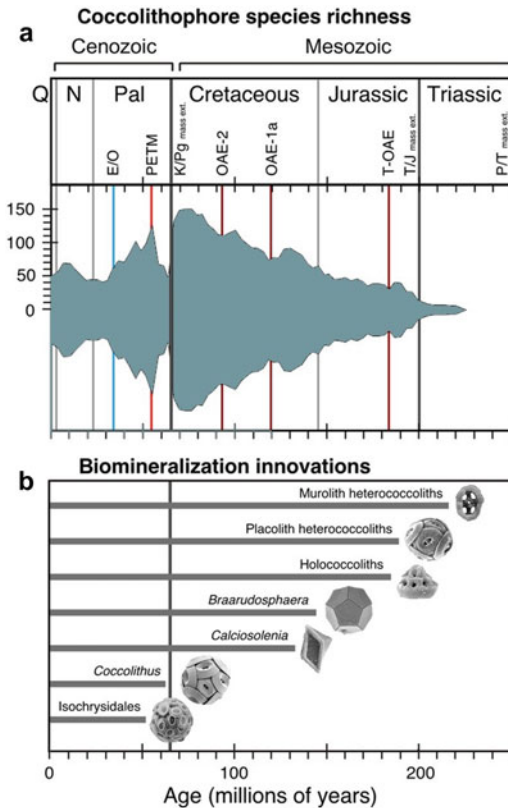 Coccolithophore species richness
a
Cenozoic Mesozoic
Q N Pal Cretaceous Jurassic Triassic
E/O
PETM
K/Pg mass ext.
OAE-2
OAE-1a
T-OAE
T/J mass ext.
P/T mass ext.
150
100
50
0
Biomineralization innovations
b
Murolith heterococcoliths
Placolith heterococcoliths
Holococcoliths
Braarudosphaera
Calciosolenia
Coccolithus
Isochrysidales
0 100 200
Age (millions of years)